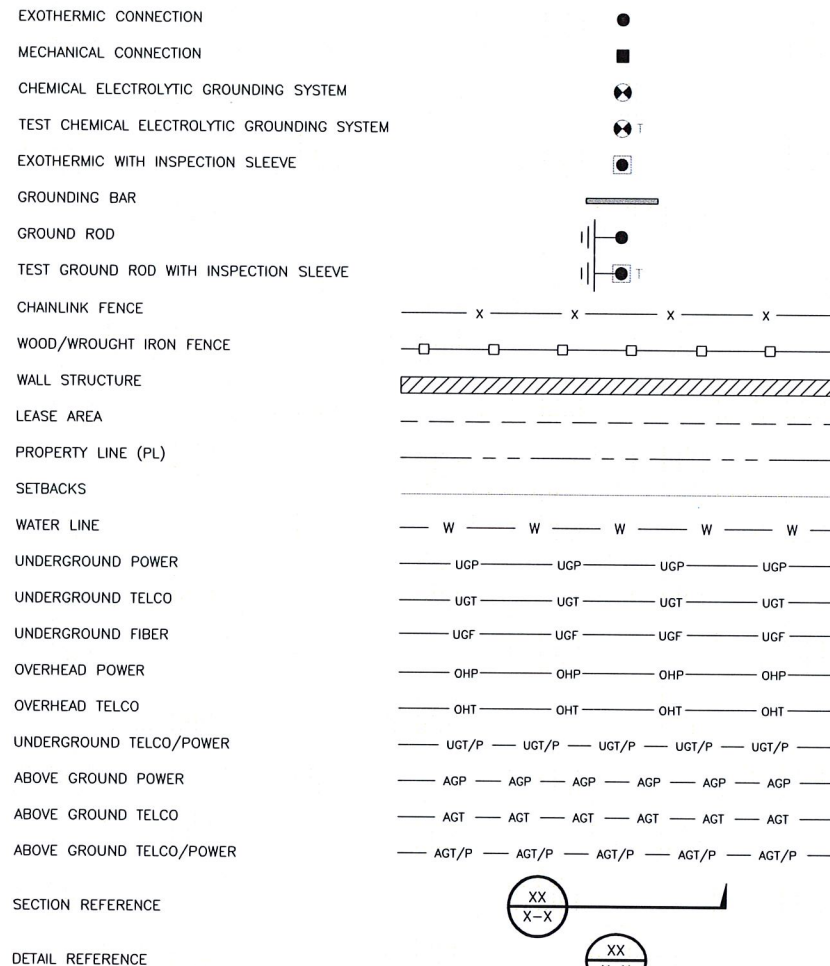 EXOTHERMIC CONNECTION
MECHANICAL CONNECTION
CHEMICAL ELECTROLYTIC GROUNDING SYSTEM
TEST CHEMICAL ELECTROLYTIC GROUNDING SYSTEM T
EXOTHERMIC WITH INSPECTION SLEEVE
GROUNDING BAR
GROUND ROD
TEST GROUND ROD WITH INSPECTION SLEEVE T
CHAINLINK FENCE X X X X
WOOD/WROUGHT IRON FENCE
WALL STRUCTURE
LEASE AREA
PROPERTY LINE (PL)
SETBACKS
WATER LINE W W W W W
UNDERGROUND POWER UGP UGP UGP UGP
UNDERGROUND TELCO UGT UGT UGT UGT
UNDERGROUND FIBER UGF UGF UGF UGF
OVERHEAD POWER OHP OHP OHP OHP
OVERHEAD TELCO OHT OHT OHT OHT
UNDERGROUND TELCO/POWER UGT/P UGT/P UGT/P UGT/P UGT/P
ABOVE GROUND POWER AGP AGP AGP AGP AGP AGP
ABOVE GROUND TELCO AGT AGT AGT AGT AGT AGT
ABOVE GROUND TELCO/POWER AGT/P AGT/P AGT/P AGT/P AGT/P
SECTION REFERENCE
XX
X-X
DETAIL REFERENCE
XX